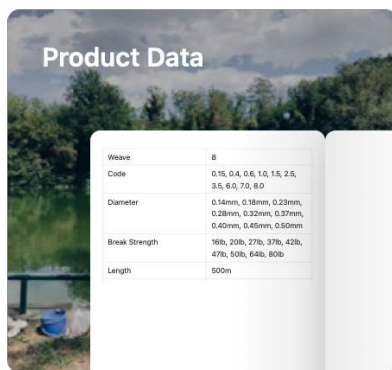 Product Data
Weave 8
Code 0.15, 0.4, 0.6, 1.0, 1.5, 2.5,
3.5, 6.0, 7.0, 8.0
Diameter 0.14mm, 0.18mm, 0.23mm,
0.28mm, 0.32mm, 0.37mm,
0.40mm, 0.45mm, 0.50mm
Break Strength 16lb, 20lb, 27lb, 37lb, 42lb,
47lb, 50lb, 64lb, 80lb
Length 500m